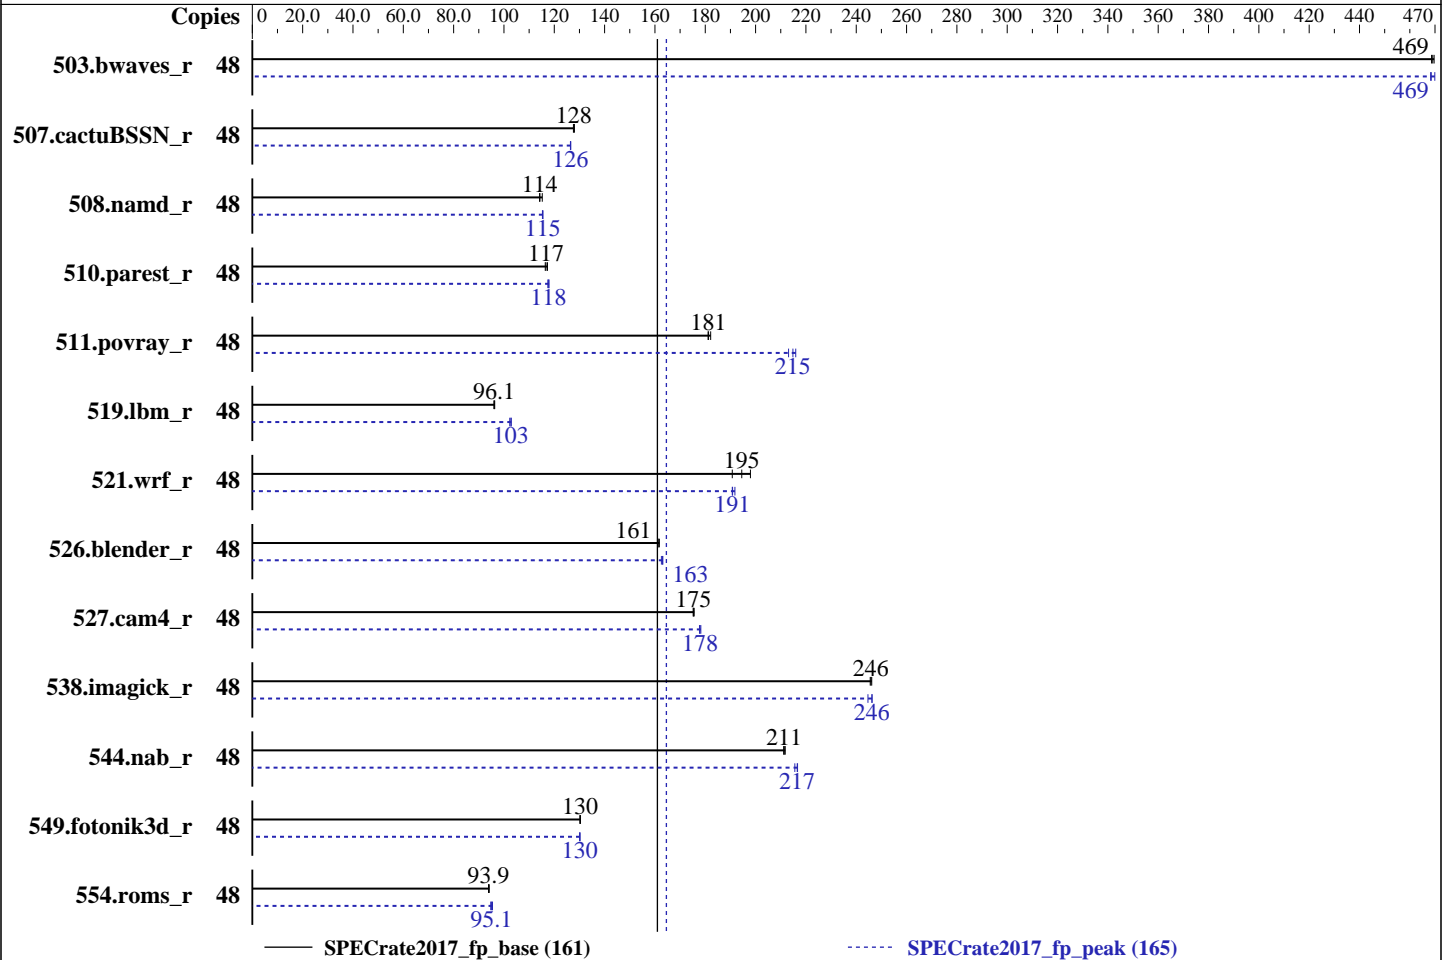 Copies 0 20.0 40.0 60.0 80.0 100 120 140 160 180 200 220 240 260 280 300 320 340 360 380 400 420 440 470
503.bwaves_r 48 469
469
507.cactuBSSN_r 48 128
126
508.namd_r 48 114
115
510.parest_r 48 117
118
511.povray_r 48 181
215
519.lbm_r 48 96.1
103
521.wrf_r 48 195
191
526.blender_r 48 161
163
527.cam4_r 48 175
178
538.imagick_r 48 246
246
544.nab_r 48 211
217
549.fotonik3d_r 48 130
130
554.roms_r 48 93.9
95.1
SPECrate2017_fp_base (161) SPECrate2017_fp_peak (165)